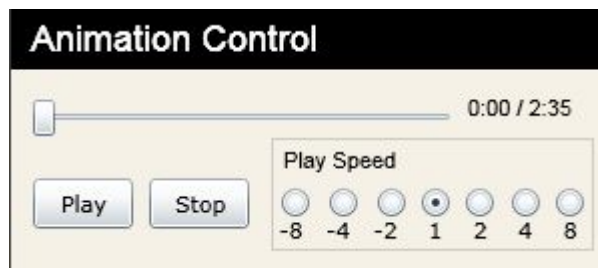 Animation Control
0:00 / 2:35
Play Speed
Play Stop
-8 -4 -2 1 2 4 8